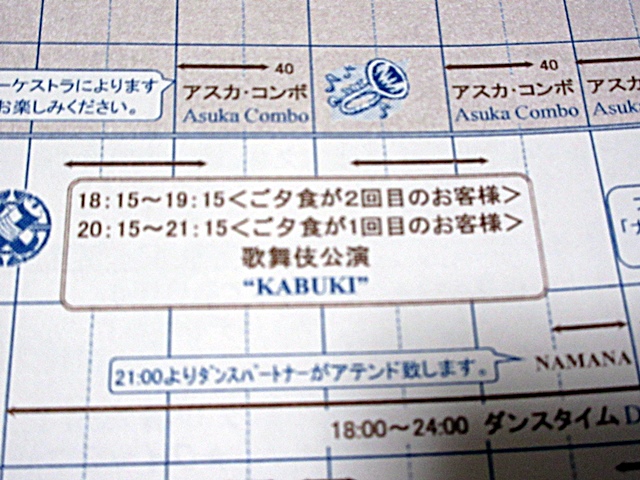 40
40
ーケストラによります
お楽しみください。
アスカ・コンボ
Asuka Combo
アスカ・コンボ
Asuka Combo
アスカ
Asuk
18:15〜19:15＜ご夕食が2回目のお客様＞
20:15〜21:15＜ご夕食が1回目のお客様＞
歌舞伎公演
“KABUKI”
21:00よりダンスパートナーがアテンド致します。
NAMANA
18:00〜24:00 ダンスタイム D